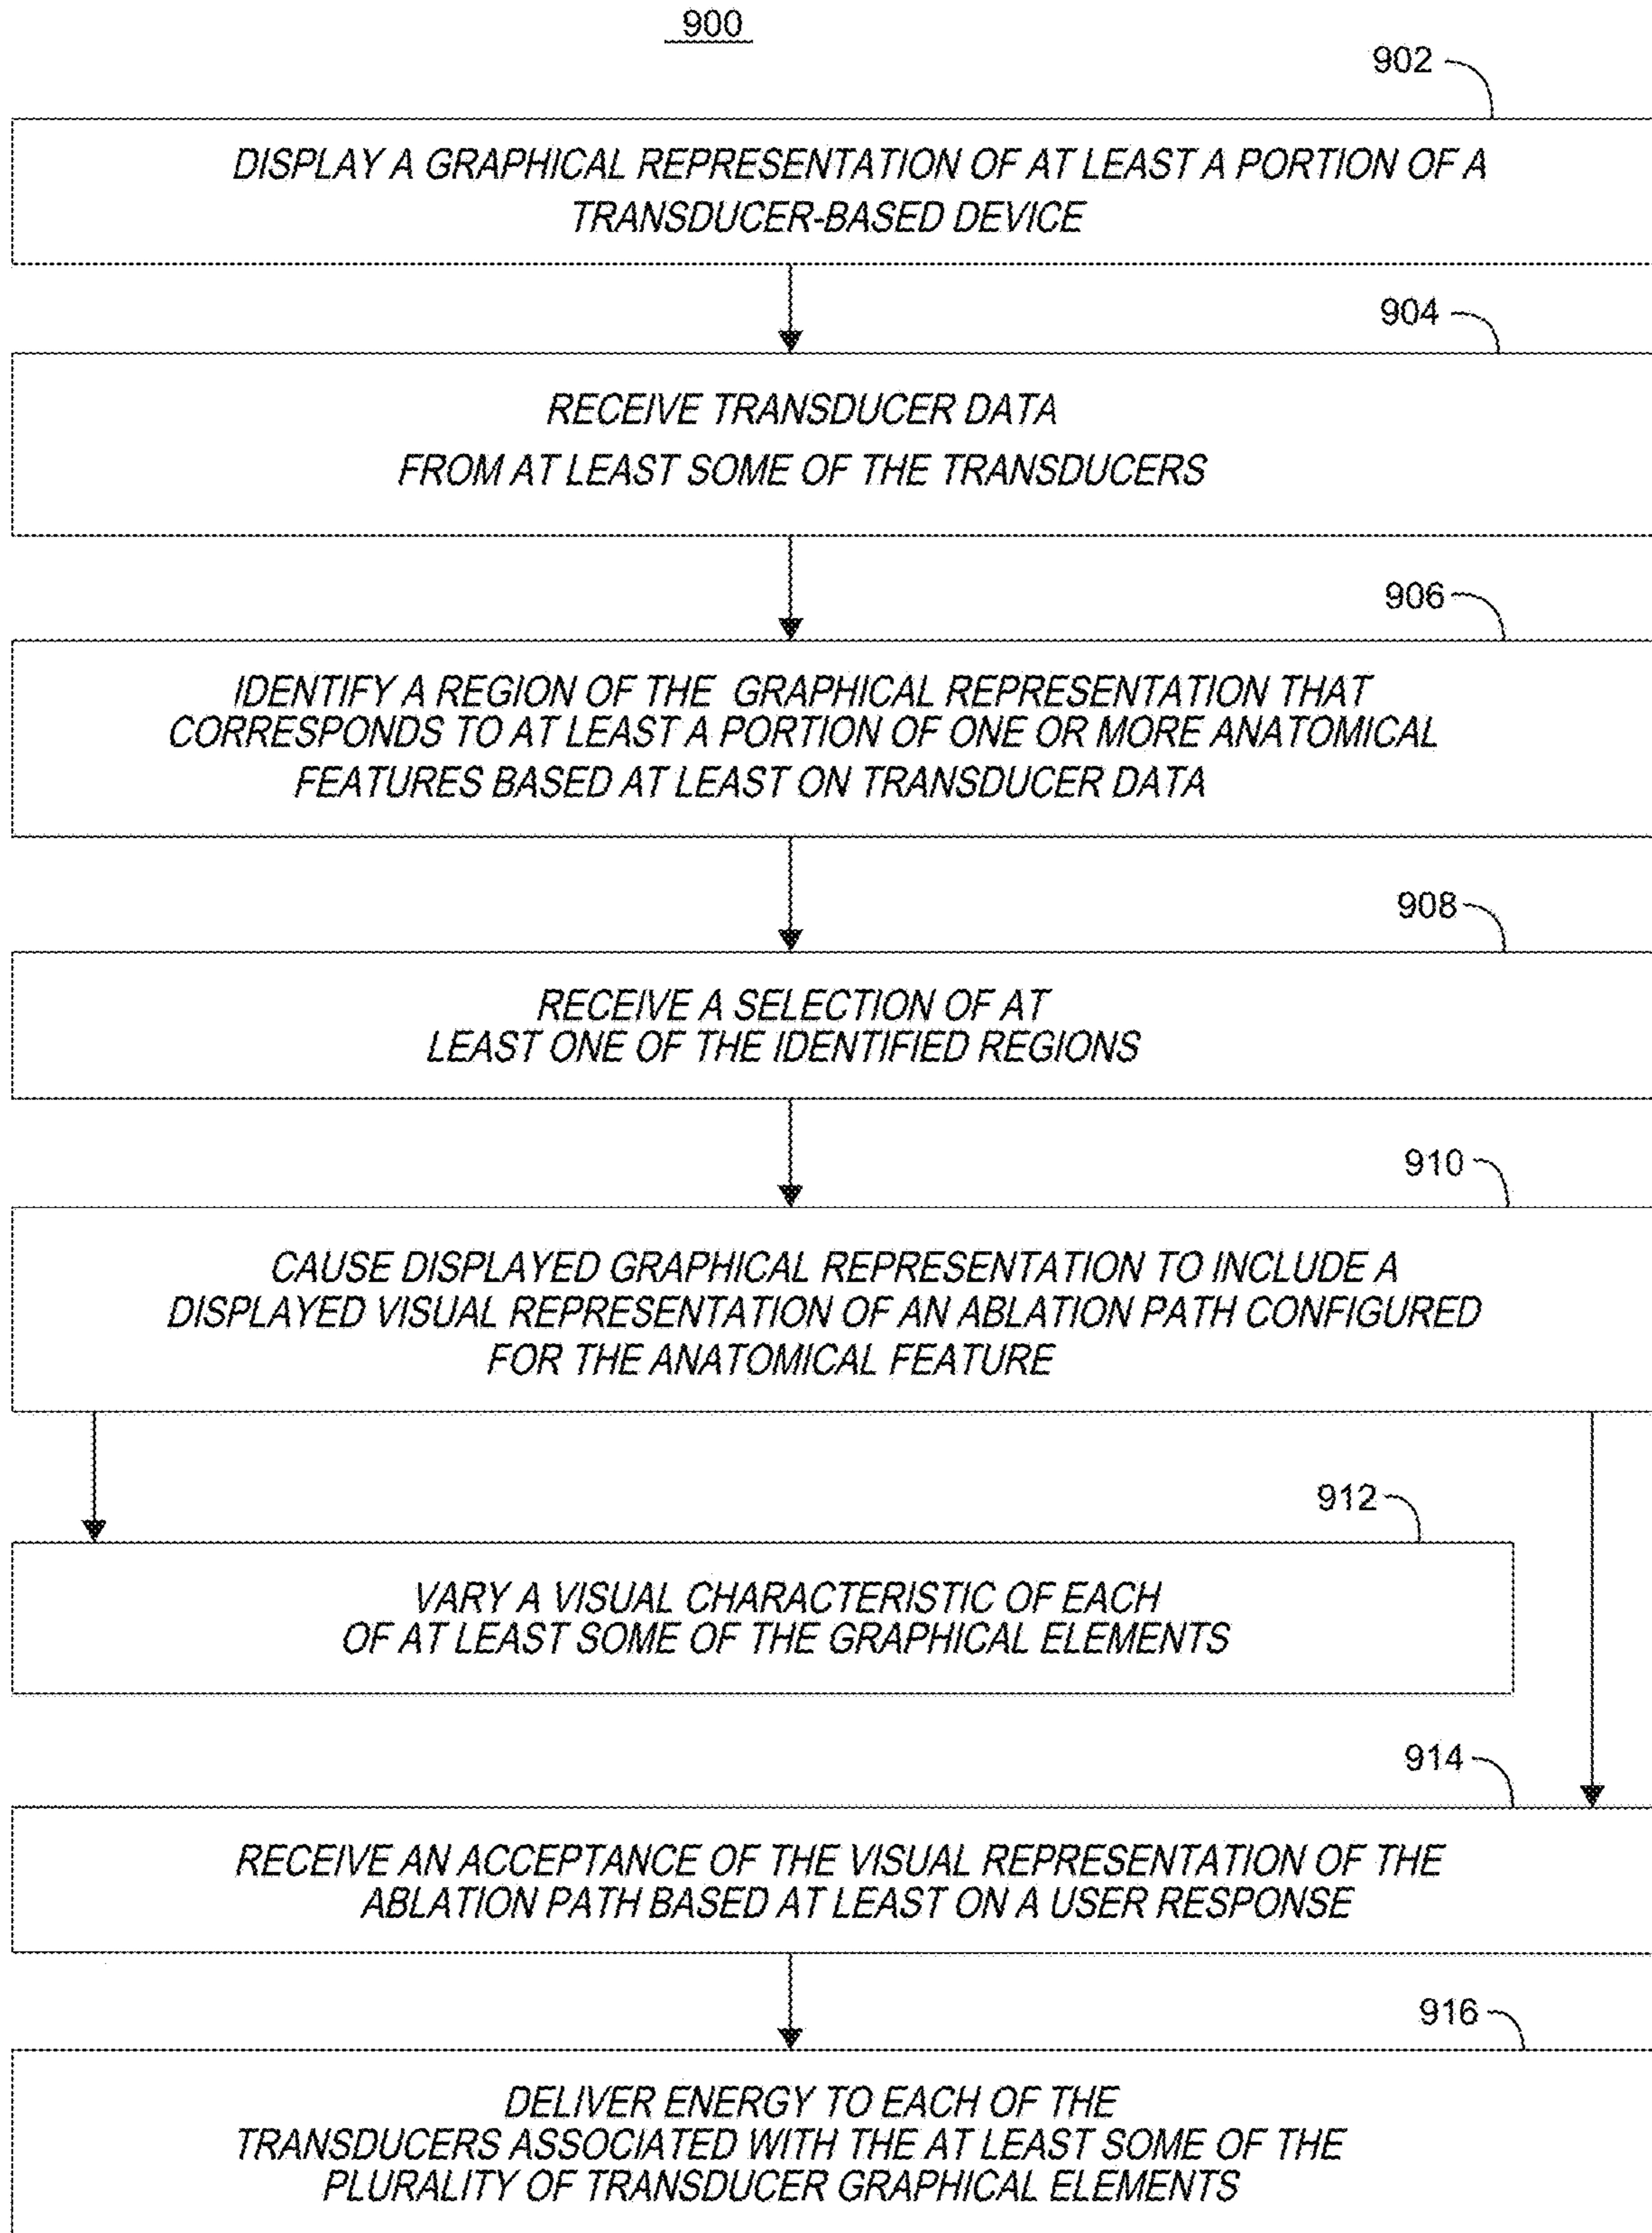 900
902
DISPLAY A GRAPHICAL REPRESENTATION OF AT LEAST A PORTION OF A
TRANSDUCER-BASED DEVICE
904
RECEIVE TRANSDUCER DATA
FROM AT LEAST SOME OF THE TRANSDUCERS
906
IDENTIFY A REGION OF THE GRAPHICAL REPRESENTATION THAT
CORRESPONDS TO AT LEAST A PORTION OF ONE OR MORE ANATOMICAL
FEATURES BASED AT LEAST ON TRANSDUCER DATA
908
RECEIVE A SELECTION OF AT
LEAST ONE OF THE IDENTIFIED REGIONS
910
CAUSE DISPLAYED GRAPHICAL REPRESENTATION TO INCLUDE A
DISPLAYED VISUAL REPRESENTATION OF AN ABLATION PATH CONFIGURED
FOR THE ANATOMICAL FEATURE
912
VARY A VISUAL CHARACTERISTIC OF EACH
OF AT LEAST SOME OF THE GRAPHICAL ELEMENTS
914
RECEIVE AN ACCEPTANCE OF THE VISUAL REPRESENTATION OF THE
ABLATION PATH BASED AT LEAST ON A USER RESPONSE
916
DELIVER ENERGY TO EACH OF THE
TRANSDUCERS ASSOCIATED WITH THE AT LEAST SOME OF THE
PLURALITY OF TRANSDUCER GRAPHICAL ELEMENTS